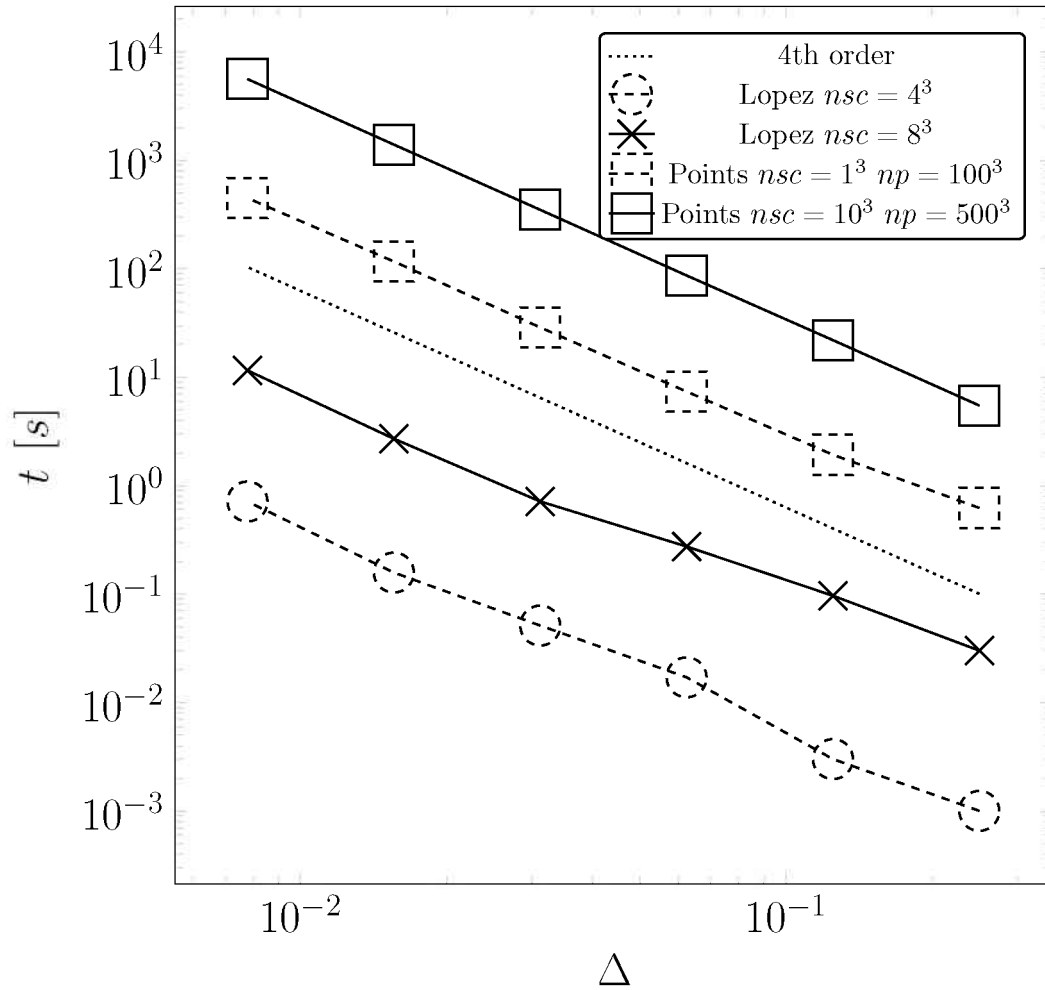 10⁴
10³
10²
10¹
10⁰
10⁻¹
10⁻²
10⁻³
t [s]
4th order
Lopez nsc = 4³
Lopez nsc = 8³
Points nsc = 1³ np = 100³
Points nsc = 10³ np = 500³
10⁻² 10⁻¹
Δ